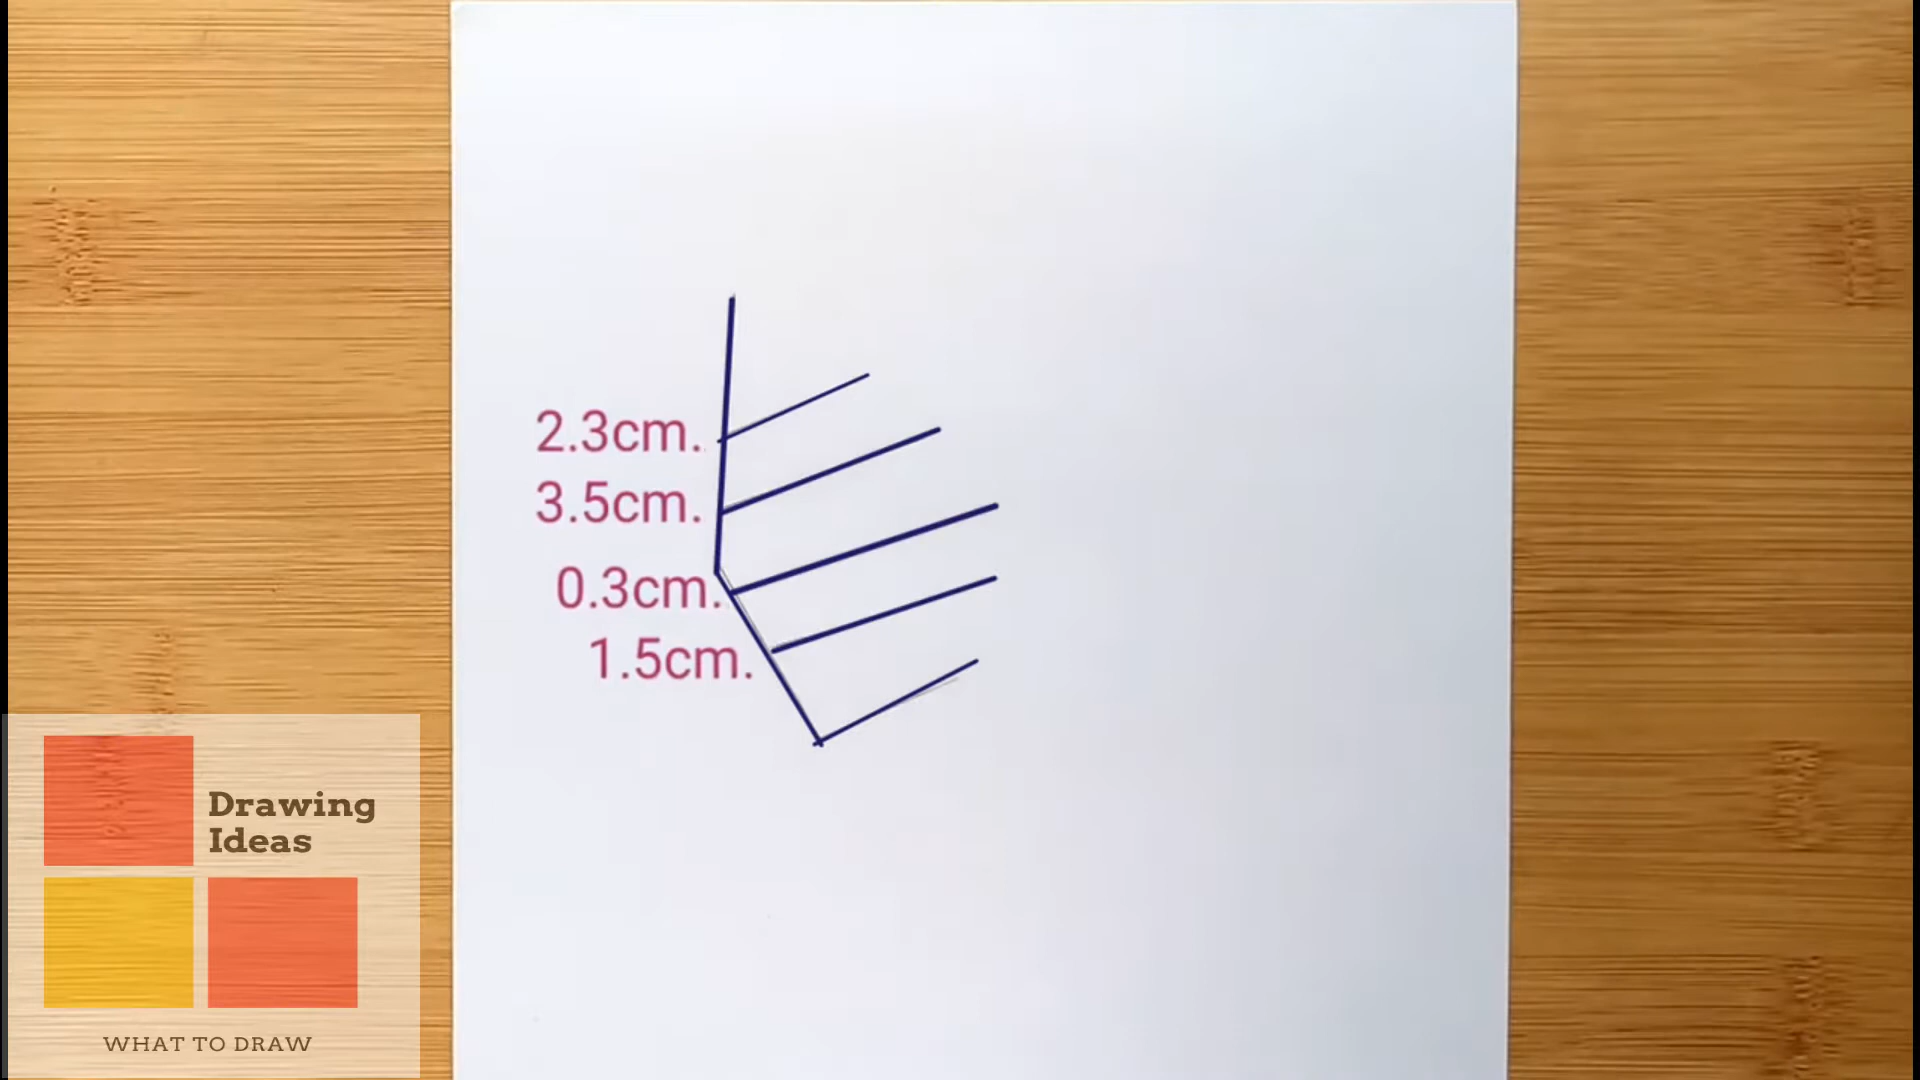 2.3cm.
3.5cm.
0.3cm.
1.5cm.
Drawing
Ideas
WHAT TO DRAW